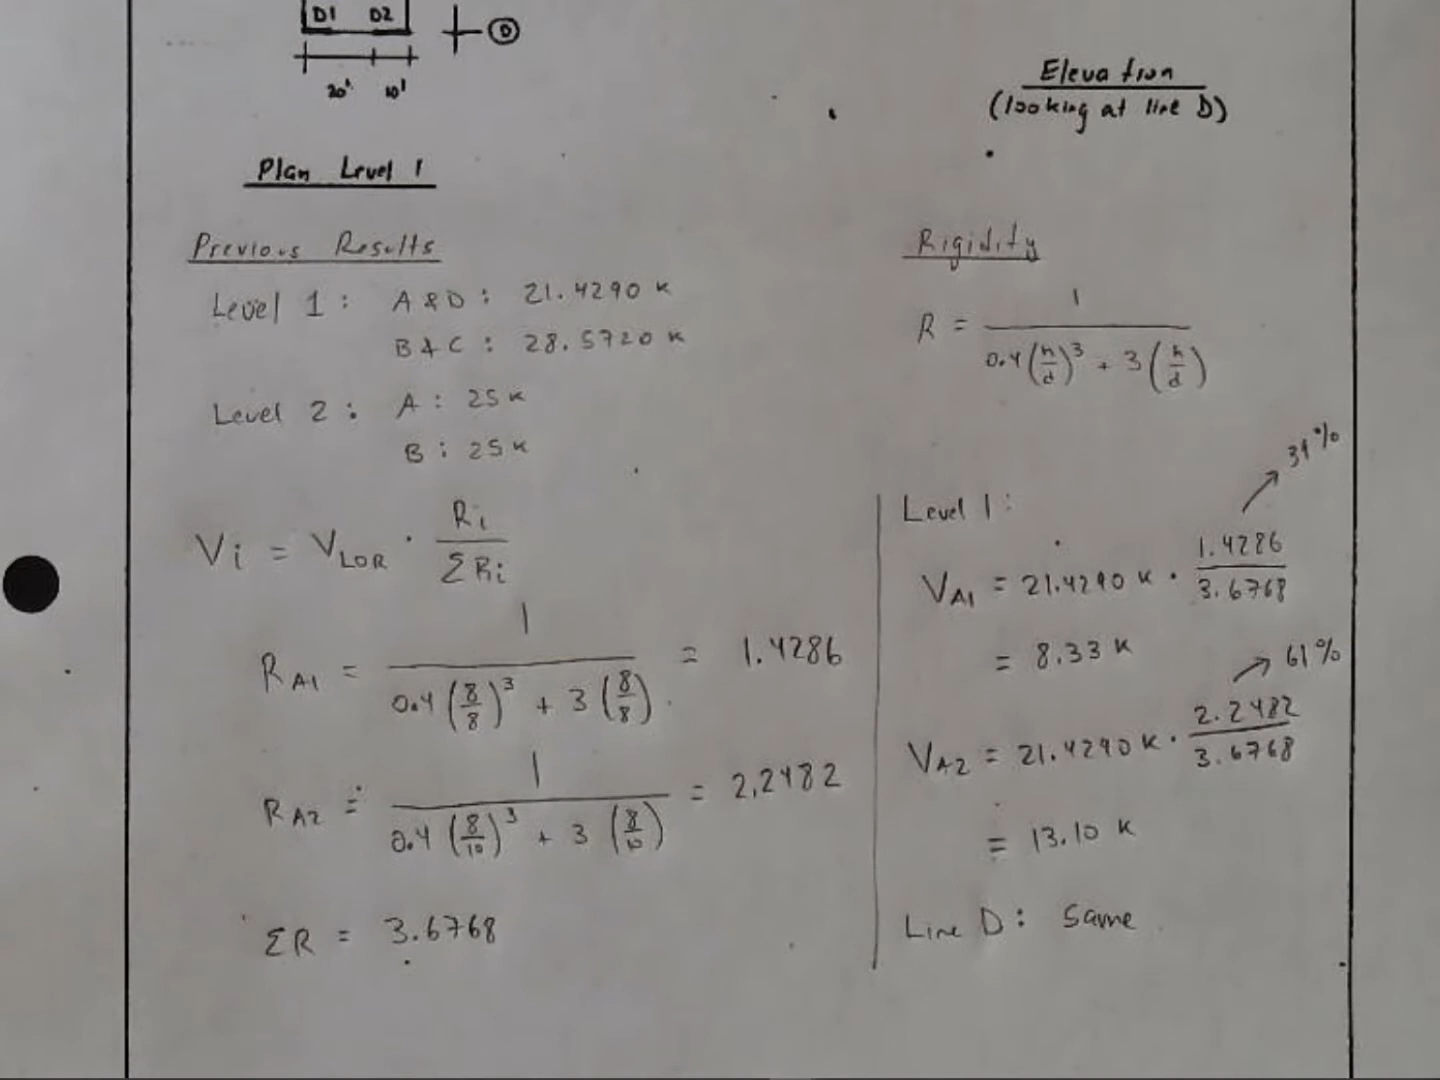 D1 D2
D
20' 10'
Elevation
(looking at line D)
Plan Level 1
Previous Results
Level 1: A & D: 21.4290 K
B & C: 28.5720 K
Level 2: A: 25 K
B: 25 K
Rigidity
R = 1 / (0.4(h/d)³ + 3(h/d))
Vi = VLOR · Ri / ΣRi
RA1 = 1 / (0.4(8/8)³ + 3(8/8)) = 1.4286
RA2 = 1 / (0.4(8/10)³ + 3(8/10)) = 2.2482
ΣR = 3.6768
Level 1:
VA1 = 21.4290 K · 1.4286 / 3.6768 → 39%
= 8.33 K
VA2 = 21.4290 K · 2.2482 / 3.6768 → 61%
= 13.10 K
Line D: Same